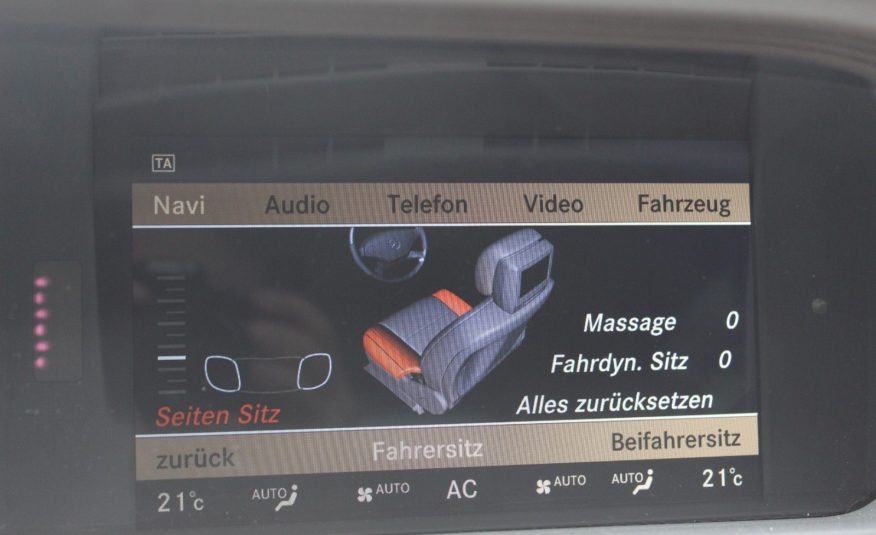 TA
Navi Audio Telefon Video Fahrzeug
Massage 0
Fahrdyn. Sitz 0
Alles zurücksetzen
Seiten Sitz
zurück Fahrersitz Beifahrersitz
21°C AUTO AUTO AC AUTO AUTO 21°C